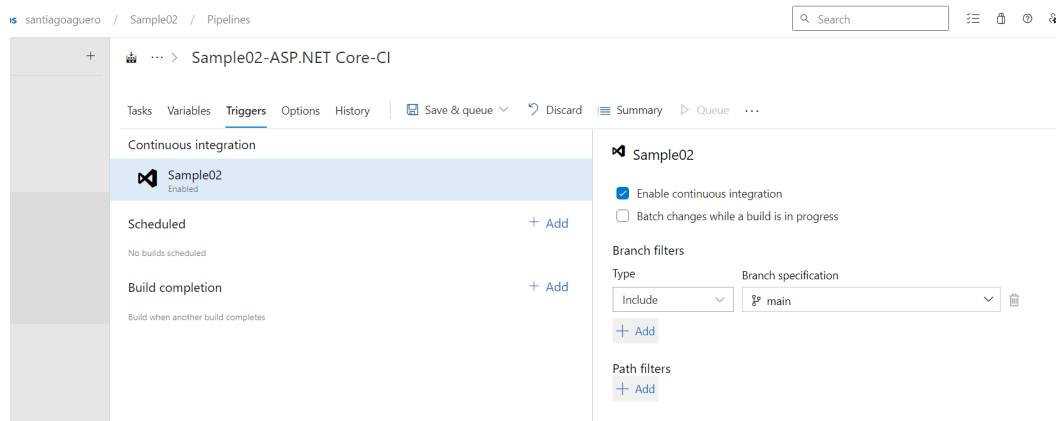 santiagoaguero / Sample02 / Pipelines
Search
Sample02-ASP.NET Core-CI
Tasks Variables Triggers Options History Save & queue Discard Summary Queue ...
Continuous integration
Sample02
Enabled
Scheduled
+ Add
No builds scheduled
Build completion
+ Add
Build when another build completes
Sample02
Enable continuous integration
Batch changes while a build is in progress
Branch filters
Type
Branch specification
Include
main
+ Add
Path filters
+ Add